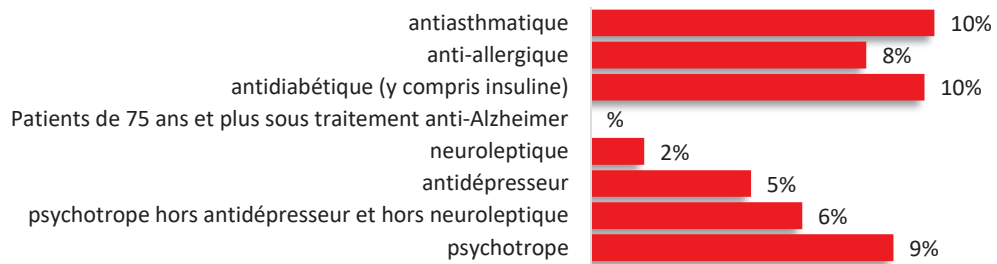 antiasthmatique 10%
anti-allergique 8%
antidiabétique (y compris insuline) 10%
Patients de 75 ans et plus sous traitement anti-Alzheimer %
neuroleptique 2%
antidépresseur 5%
psychotrope hors antidépresseur et hors neuroleptique 6%
psychotrope 9%